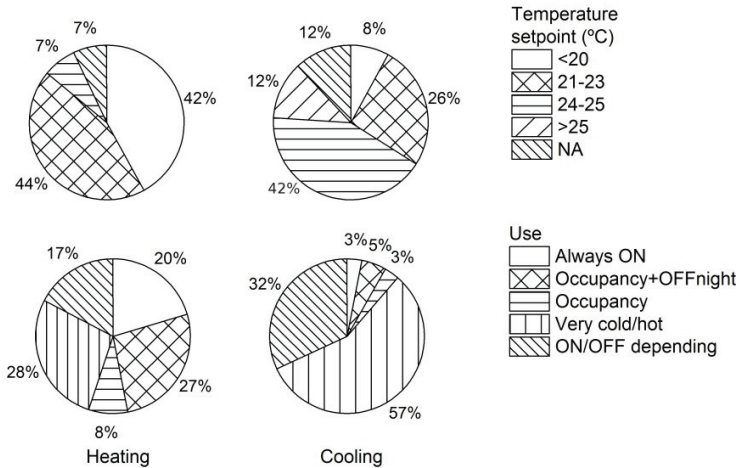 7%
7%
42%
44%
12%
8%
12%
26%
42%
Temperature
setpoint (ºC)
<20
21-23
24-25
>25
NA
17%
20%
28%
27%
8%
Heating
3%
5%
3%
32%
57%
Cooling
Use
Always ON
Occupancy+OFFnight
Occupancy
Very cold/hot
ON/OFF depending